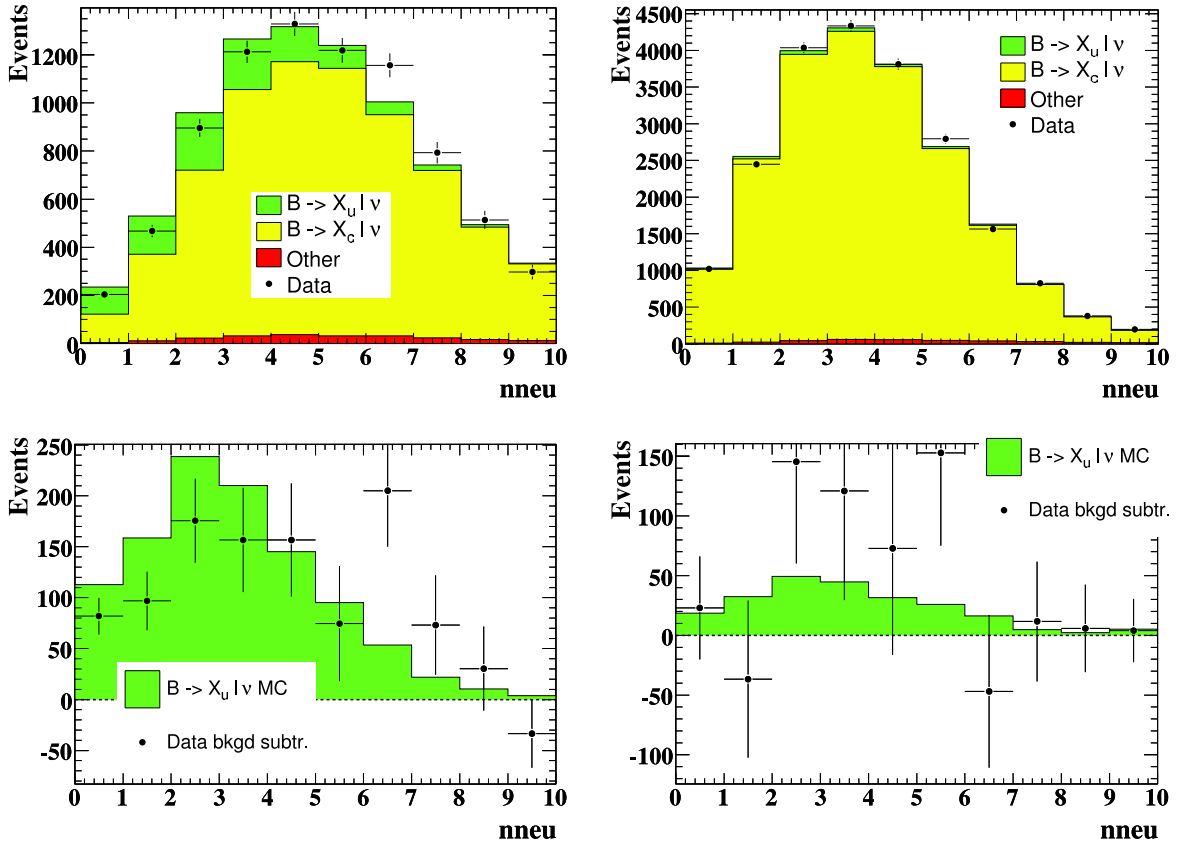 Events
1200
1000
800
600
400
200
0
B -> Xᵤ l ν
B -> X_c l ν
Other
Data
0 1 2 3 4 5 6 7 8 9 10
nneu
Events
4500
4000
3500
3000
2500
2000
1500
1000
500
0
B -> Xᵤ l ν
B -> X_c l ν
Other
Data
0 1 2 3 4 5 6 7 8 9 10
nneu
Events
250
200
150
100
50
0
-50
B -> Xᵤ l ν MC
Data bkgd subtr.
0 1 2 3 4 5 6 7 8 9 10
nneu
Events
150
100
50
0
-50
-100
B -> Xᵤ l ν MC
Data bkgd subtr.
0 1 2 3 4 5 6 7 8 9 10
nneu